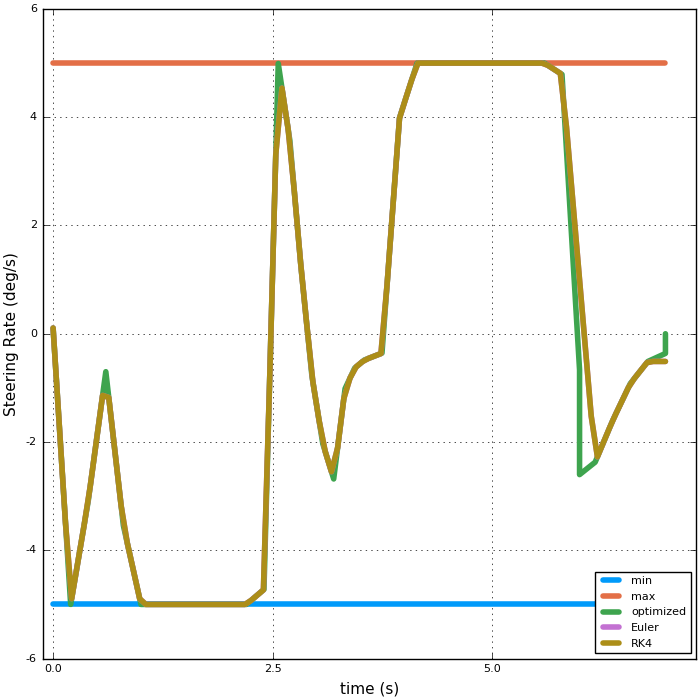 6
4
2
0
-2
-4
-6
Steering Rate (deg/s)
0.0
2.5
5.0
time (s)
min
max
optimized
Euler
RK4